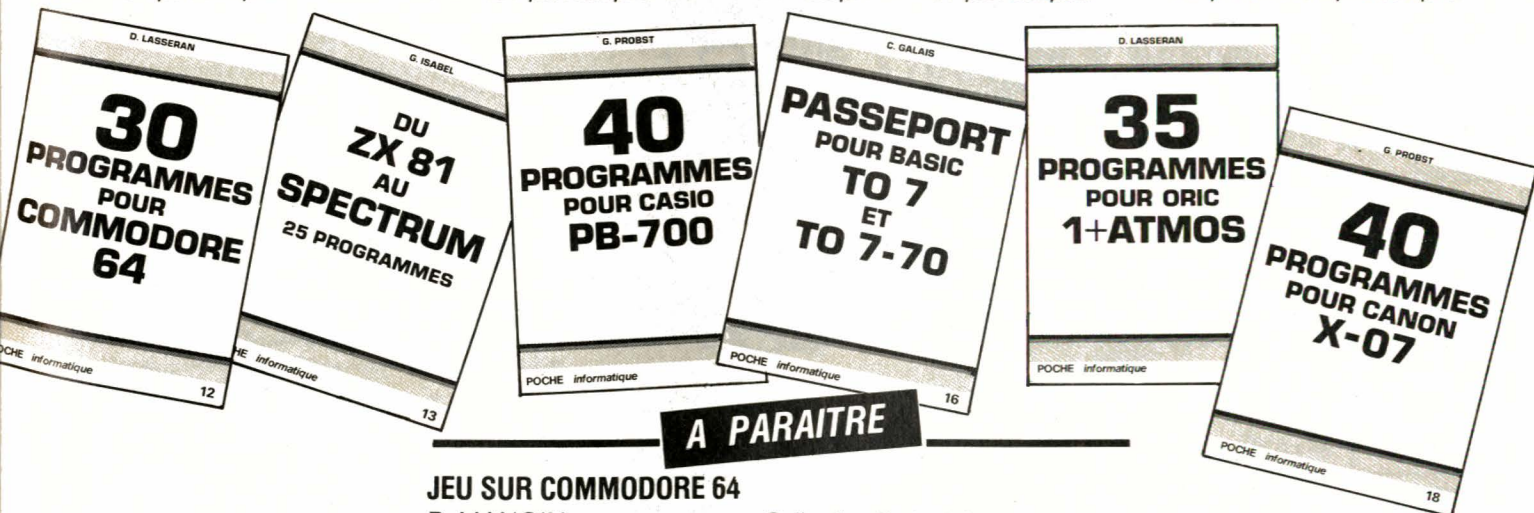 D. LASSERAN
30
PROGRAMMES
POUR
COMMODORE
64
POCHE informatique
12
G. ISABEL
DU
ZX 81
AU
SPECTRUM
25 PROGRAMMES
informatique
13
G. PROBST
40
PROGRAMMES
POUR CASIO
PB-700
POCHE informatique
C. GALAIS
PASSEPORT
POUR BASIC
TO 7
ET
TO 7-70
POCHE informatique
16
D. LASSERAN
35
PROGRAMMES
POUR ORIC
1+ATMOS
POCHE informatique
G. PROBST
40
PROGRAMMES
POUR CANON
X-07
POCHE informatique
18
A PARAITRE
JEU SUR COMMODORE 64